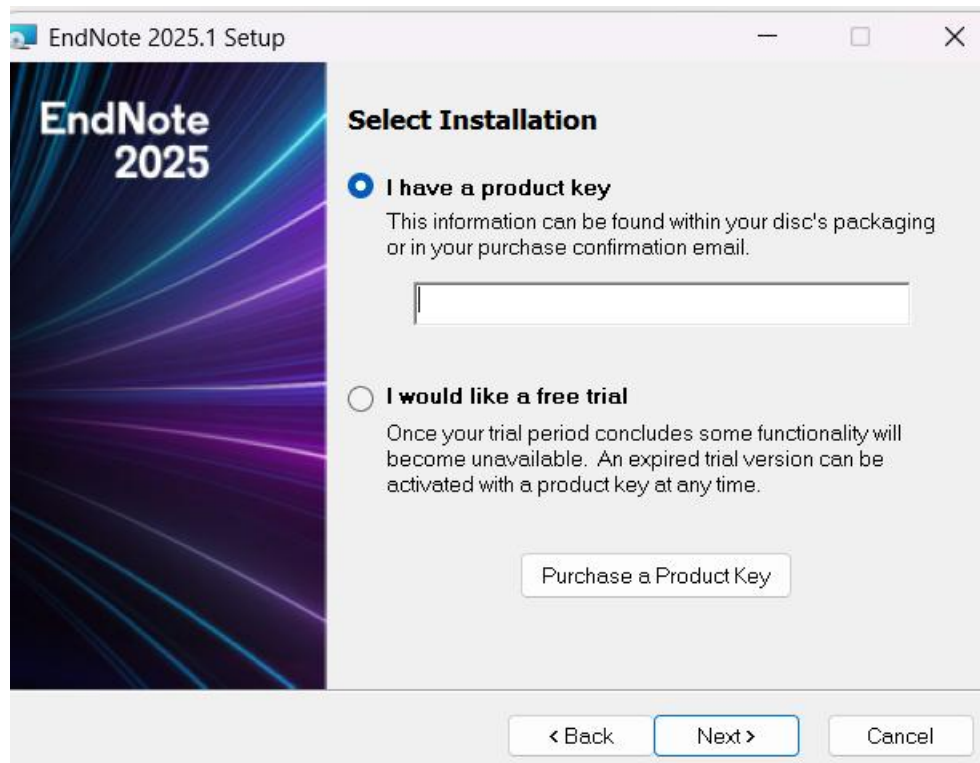 EndNote 2025.1 Setup
EndNote
2025
Select Installation
I have a product key
This information can be found within your disc's packaging
or in your purchase confirmation email.
I would like a free trial
Once your trial period concludes some functionality will
become unavailable. An expired trial version can be
activated with a product key at any time.
Purchase a Product Key
< Back
Next >
Cancel